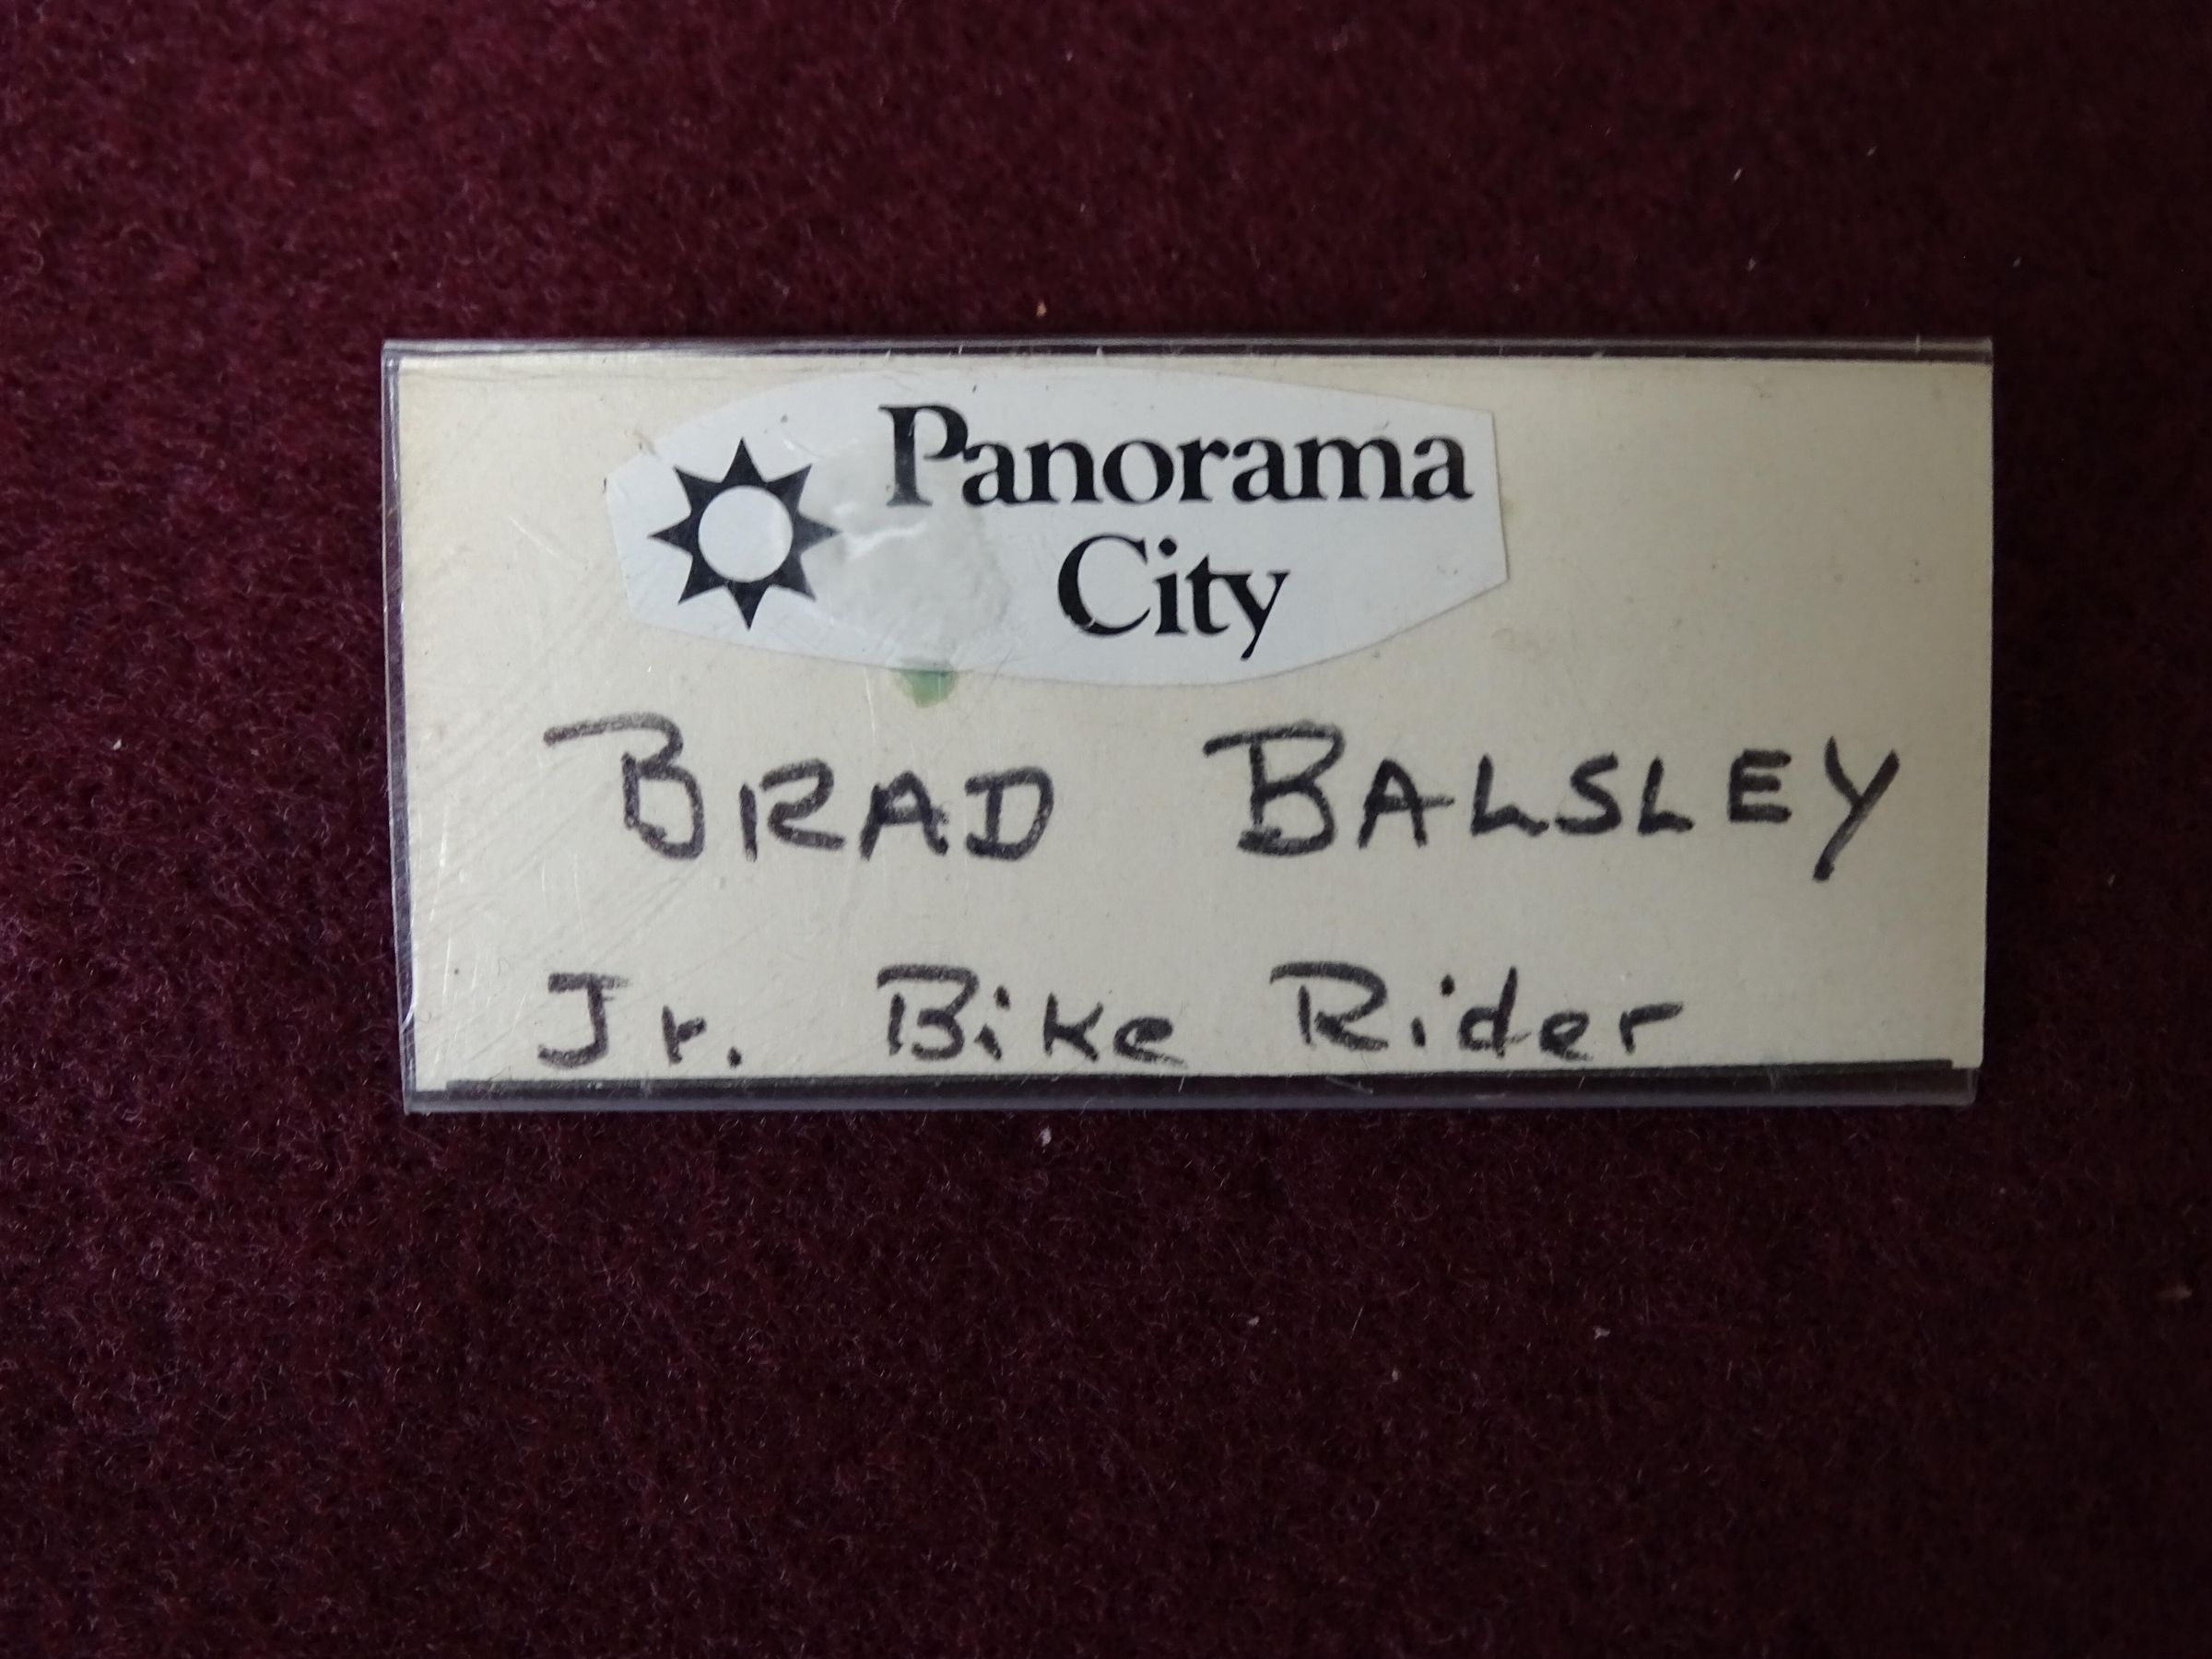 Panorama
City
BRAD BALSLEY
Jr. Bike Rider